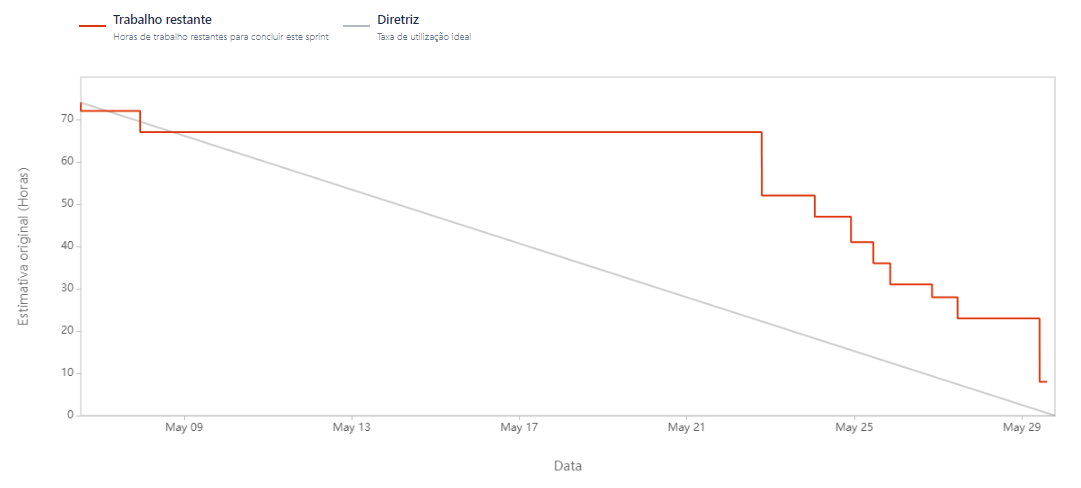 Trabalho restante
Horas de trabalho restantes para concluir este sprint
Diretriz
Taxa de utilização ideal
Estimativa original (Horas)
70
60
50
40
30
20
10
0
May 09
May 13
May 17
May 21
May 25
May 29
Data